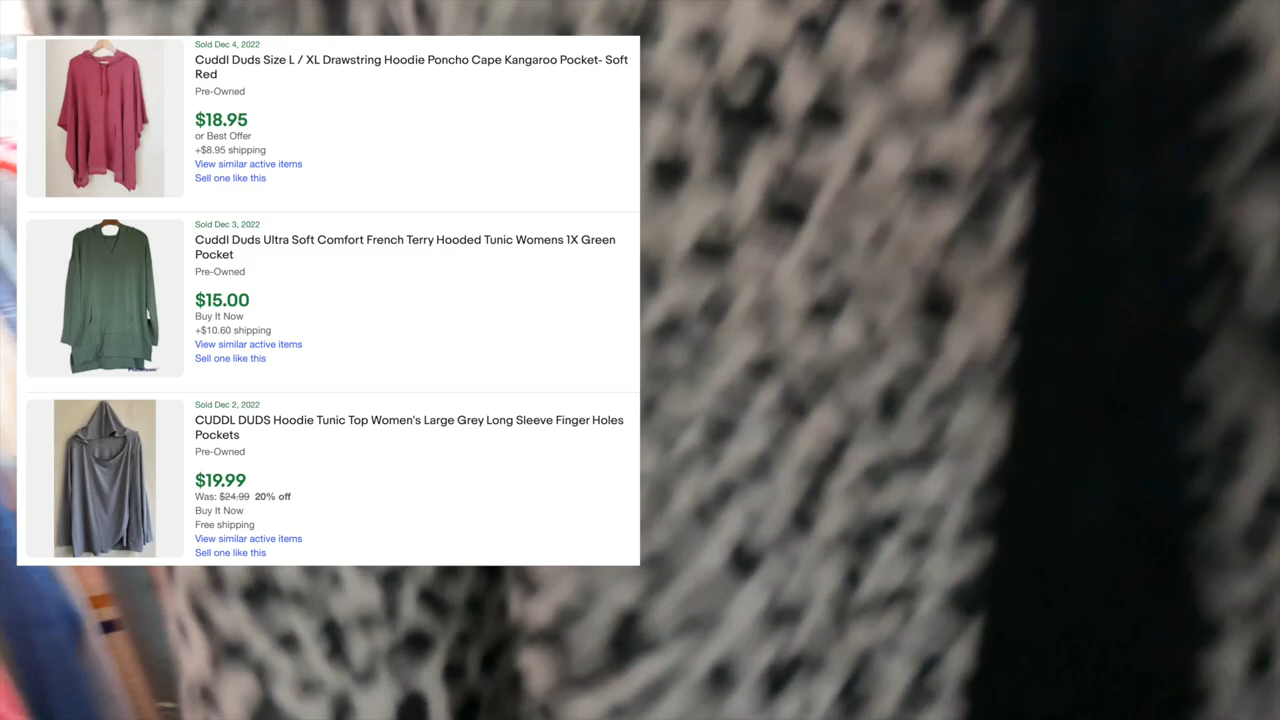 Sold Dec 4, 2022
Cuddl Duds Size L / XL Drawstring Hoodie Poncho Cape Kangaroo Pocket- Soft
Red
Pre-Owned
$18.95
or Best Offer
+$8.95 shipping
View similar active items
Sell one like this
Sold Dec 3, 2022
Cuddl Duds Ultra Soft Comfort French Terry Hooded Tunic Womens 1X Green
Pocket
Pre-Owned
$15.00
Buy It Now
+$10.60 shipping
View similar active items
Sell one like this
Sold Dec 2, 2022
CUDDL DUDS Hoodie Tunic Top Women's Large Grey Long Sleeve Finger Holes
Pockets
Pre-Owned
$19.99
Was: $24.99 20% off
Buy It Now
Free shipping
View similar active items
Sell one like this